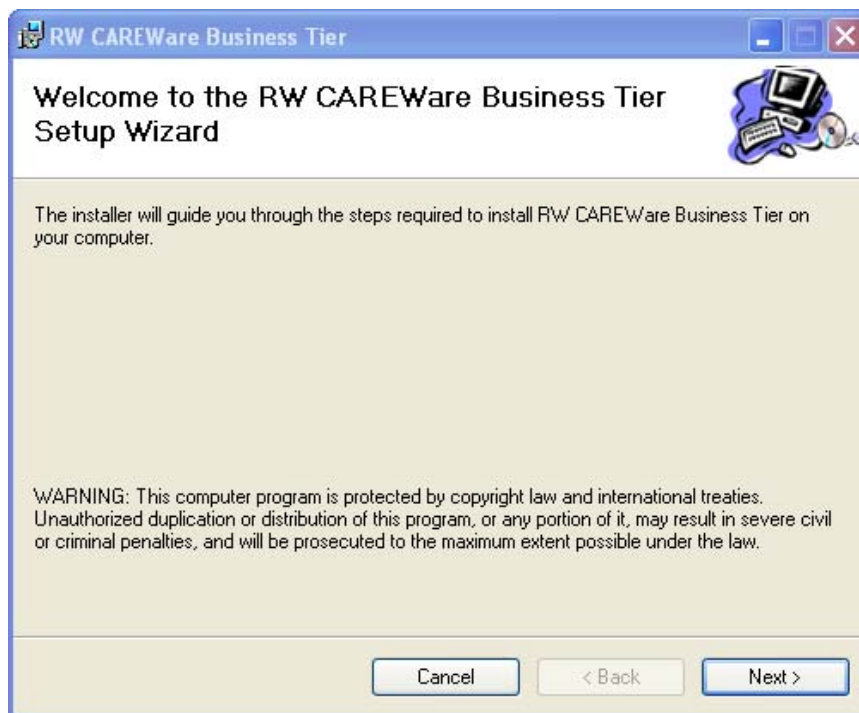 RW CAREWare Business Tier
Welcome to the RW CAREWare Business Tier
Setup Wizard
The installer will guide you through the steps required to install RW CAREWare Business Tier on
your computer.
WARNING: This computer program is protected by copyright law and international treaties.
Unauthorized duplication or distribution of this program, or any portion of it, may result in severe civil
or criminal penalties, and will be prosecuted to the maximum extent possible under the law.
Cancel
< Back
Next >